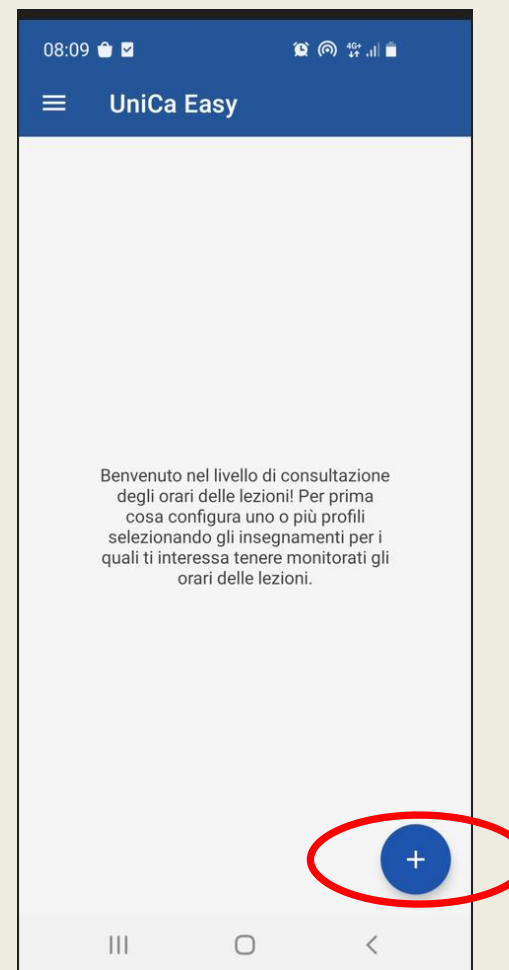 08:09
4G+
UniCa Easy
Benvenuto nel livello di consultazione
degli orari delle lezioni! Per prima
cosa configura uno o più profili
selezionando gli insegnamenti per i
quali ti interessa tenere monitorati gli
orari delle lezioni.
+